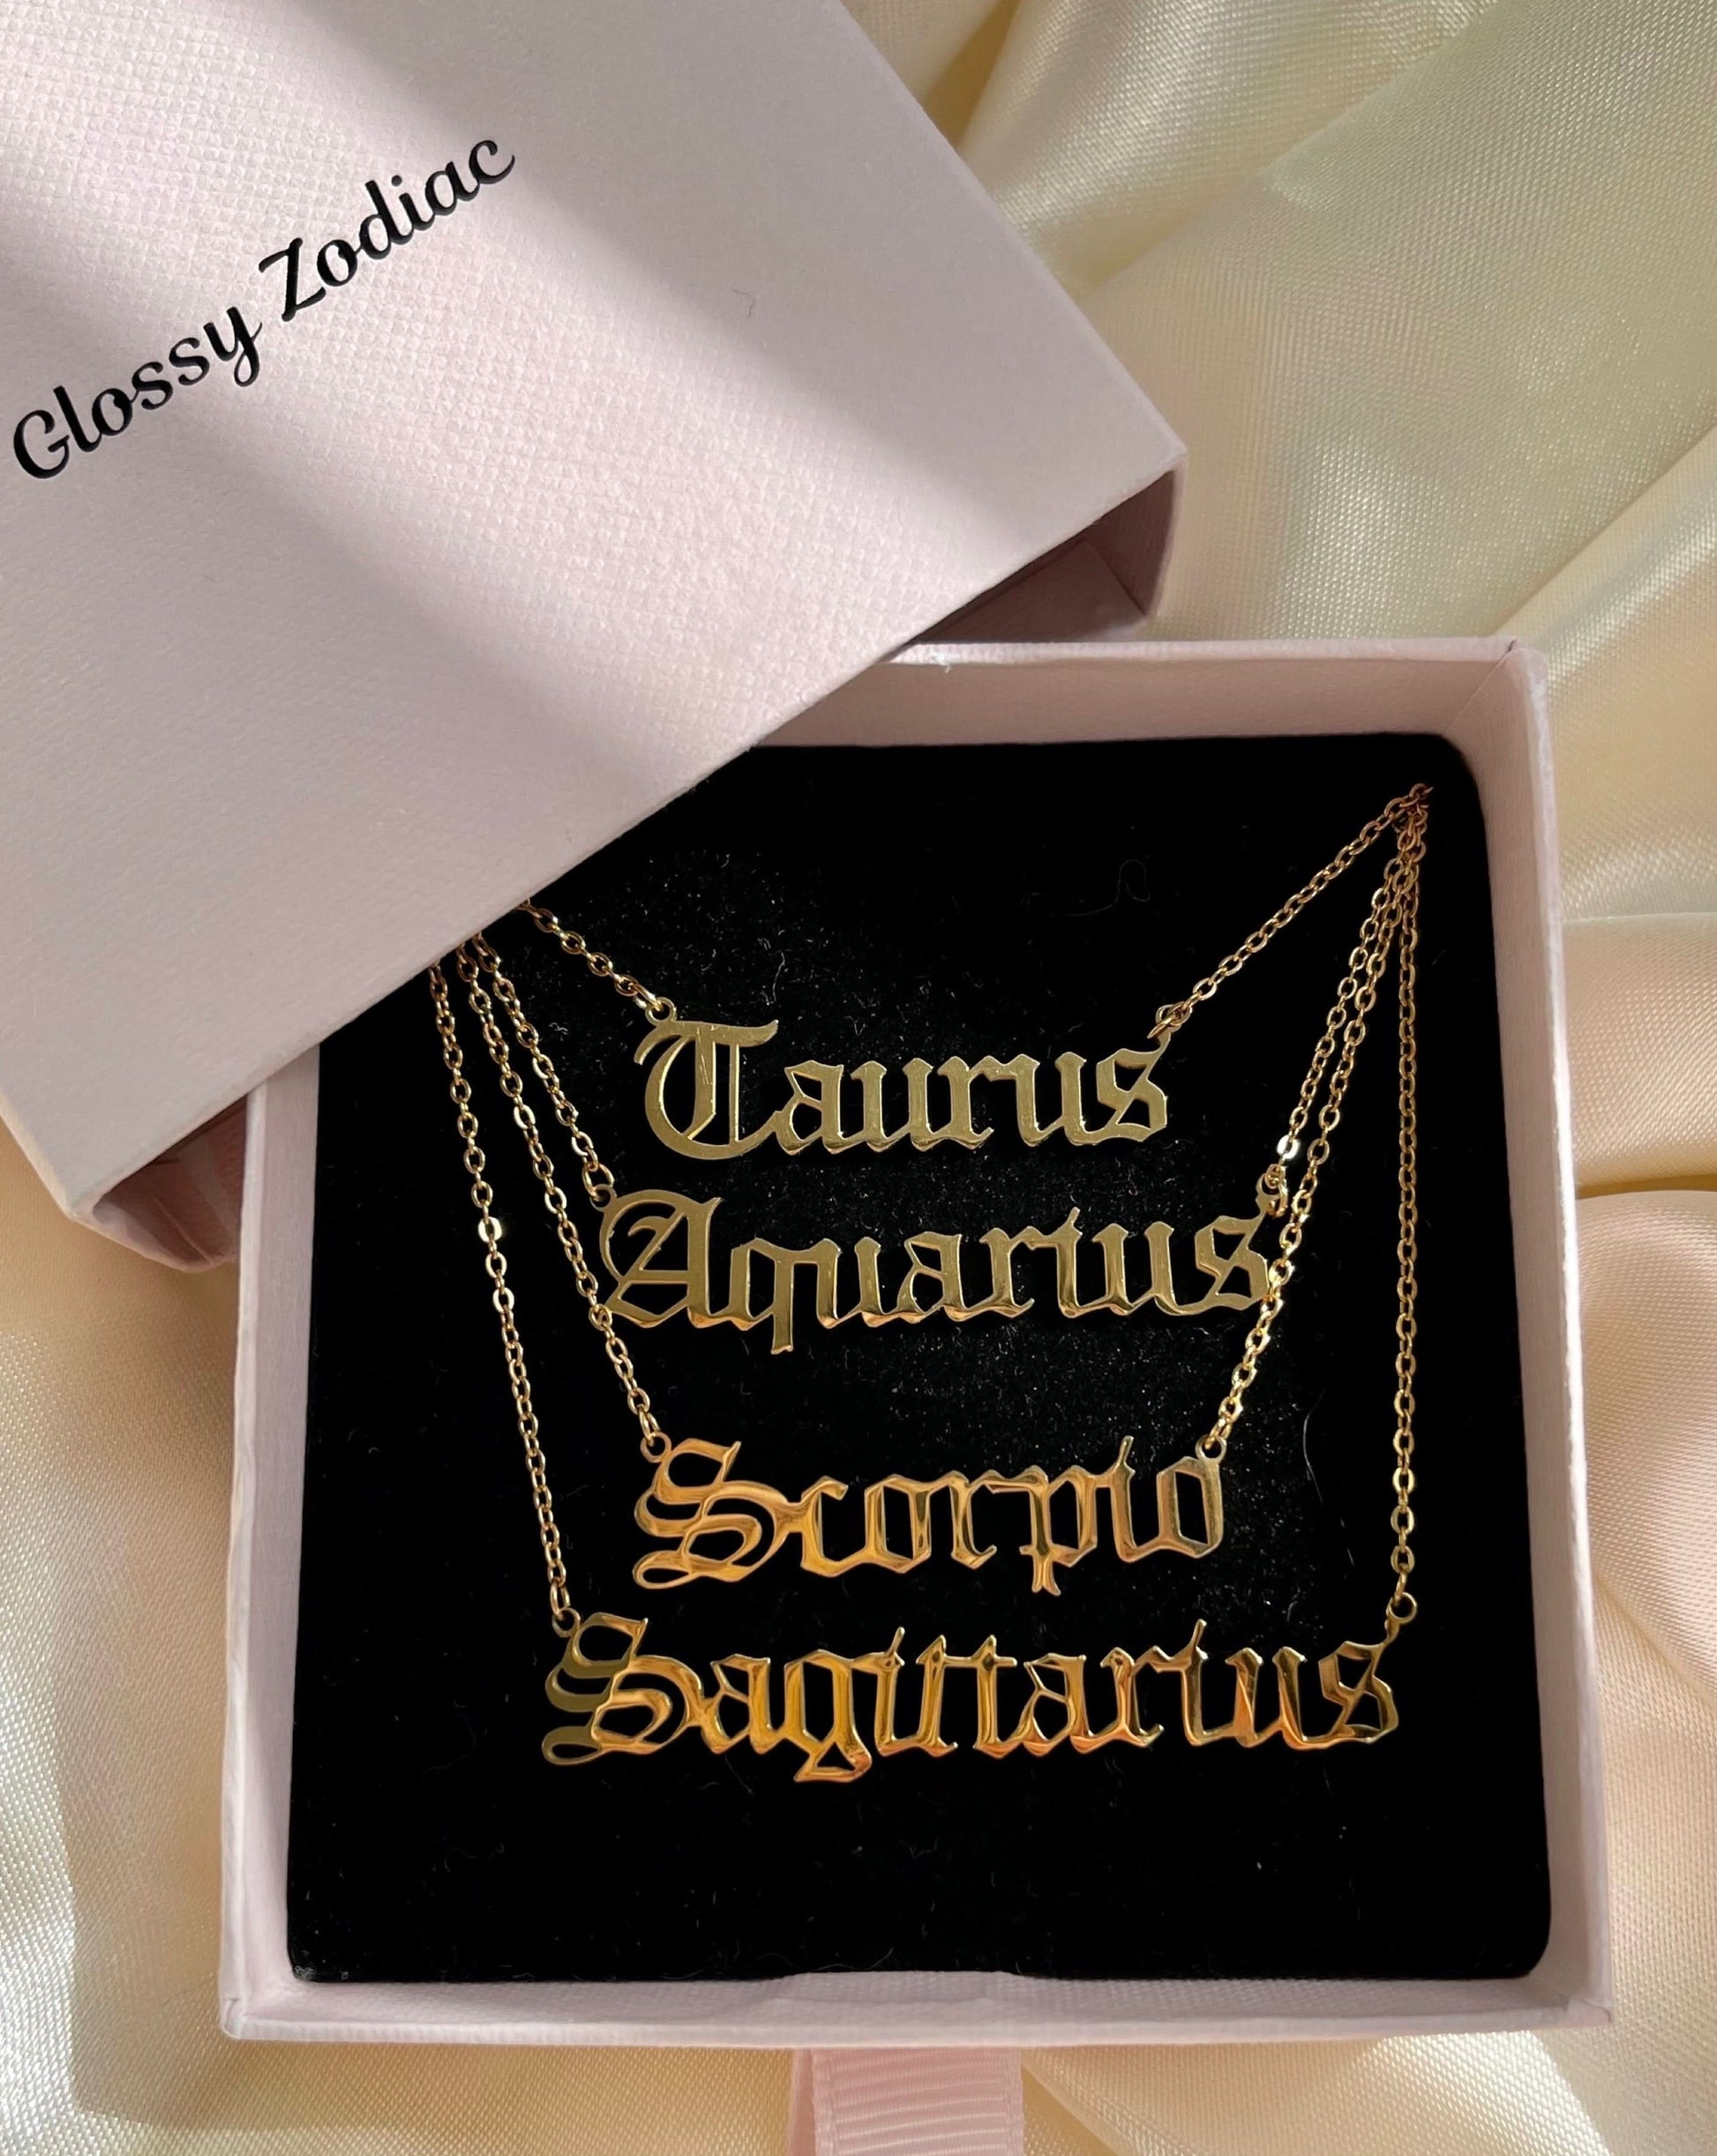 Glossy Zodiac
Taurus
Aquarius
Scorpio
Sagittarius